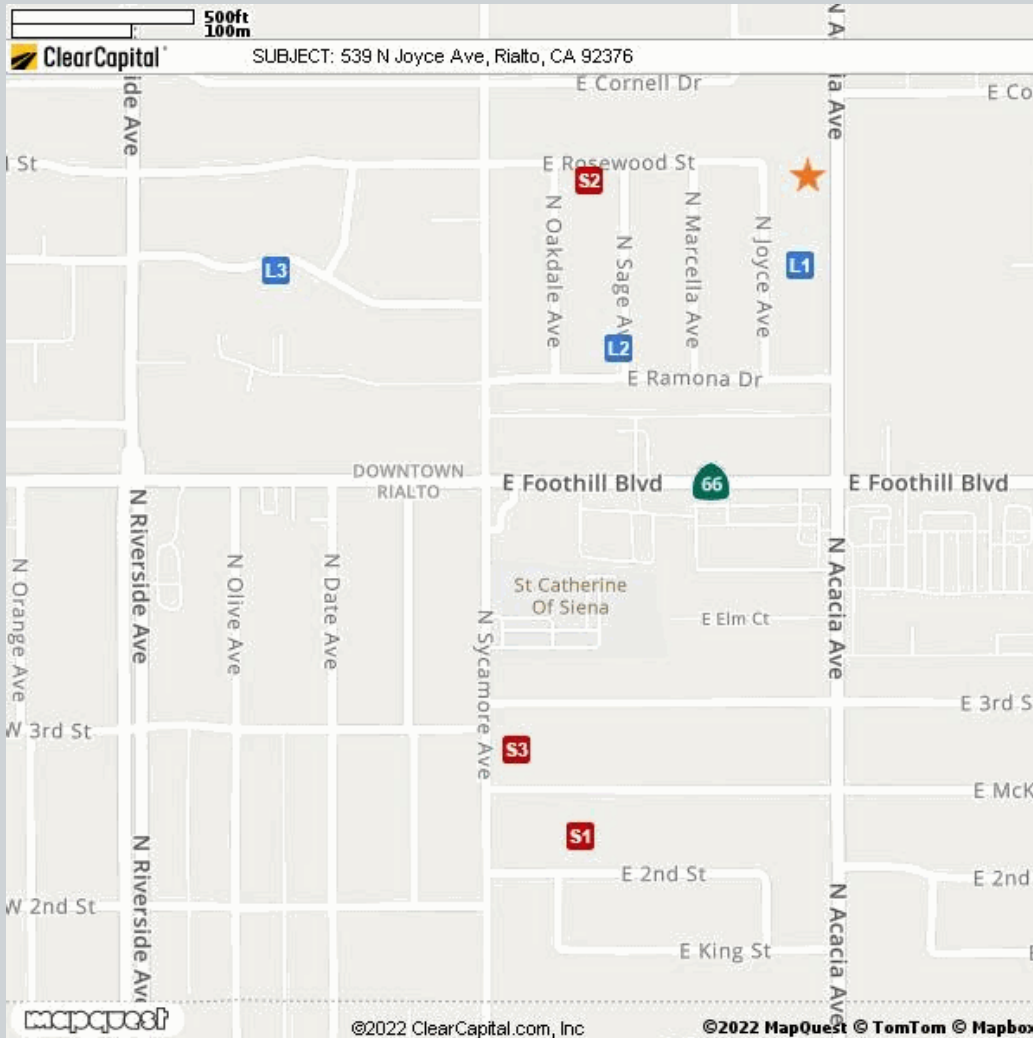 500ft
100m
ClearCapital
SUBJECT: 539 N Joyce Ave, Rialto, CA 92376
N A
ia Ave
ide Ave
E Cornell Dr
E Co
l St
E Rosewood St
S2
N Oakdale Ave
N Sage Av
N Marcella Ave
N Joyce Ave
L3
L1
L2
E Ramona Dr
DOWNTOWN
RIALTO
E Foothill Blvd
66
E Foothill Blvd
N Orange Ave
N Riverside Ave
N Olive Ave
N Date Ave
St Catherine
Of Siena
N Sycamore Ave
E Elm Ct
N Acacia Ave
E 3rd S
W 3rd St
S3
E McK
S1
E 2nd St
E 2nd
N Riverside Ave
W 2nd St
N Acacia Ave
E King St
E
mapquest
©2022 ClearCapital.com, Inc
©2022 MapQuest © TomTom © Mapbox